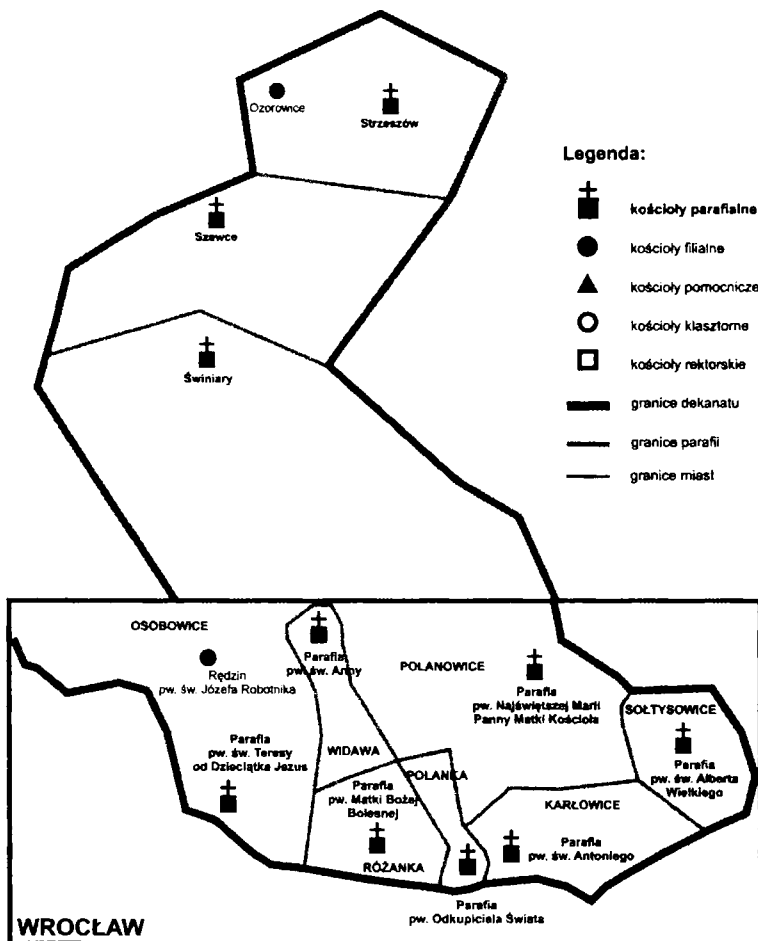 Ozorowice
Strzeszów
Szewce
Świniary
Legenda:
kościoły parafialne
kościoły filialne
kościoły pomocnicze
kościoły klasztorne
kościoły rektorskie
granice dekanatu
granice parafii
granice miast
OSOBOWICE
Rędzin
pw. św. Józefa Robotnika
Parafia
pw. św. Anny
POLANOWICE
Parafia
pw. Najświętszej Marii
Panny Matki Kościoła
SOŁTYSOWICE
Parafia
pw. św. Alberta
Wielkiego
Parafia
pw. św. Teresy
od Dzieciątka Jezus
WIDAWA
POLANKA
Parafia
pw. Matki Bożej
Bolesnej
RÓŻANKA
KARŁOWICE
Parafia
pw. św. Antoniego
Parafia
pw. Odkupiciela Świata
WROCŁAW